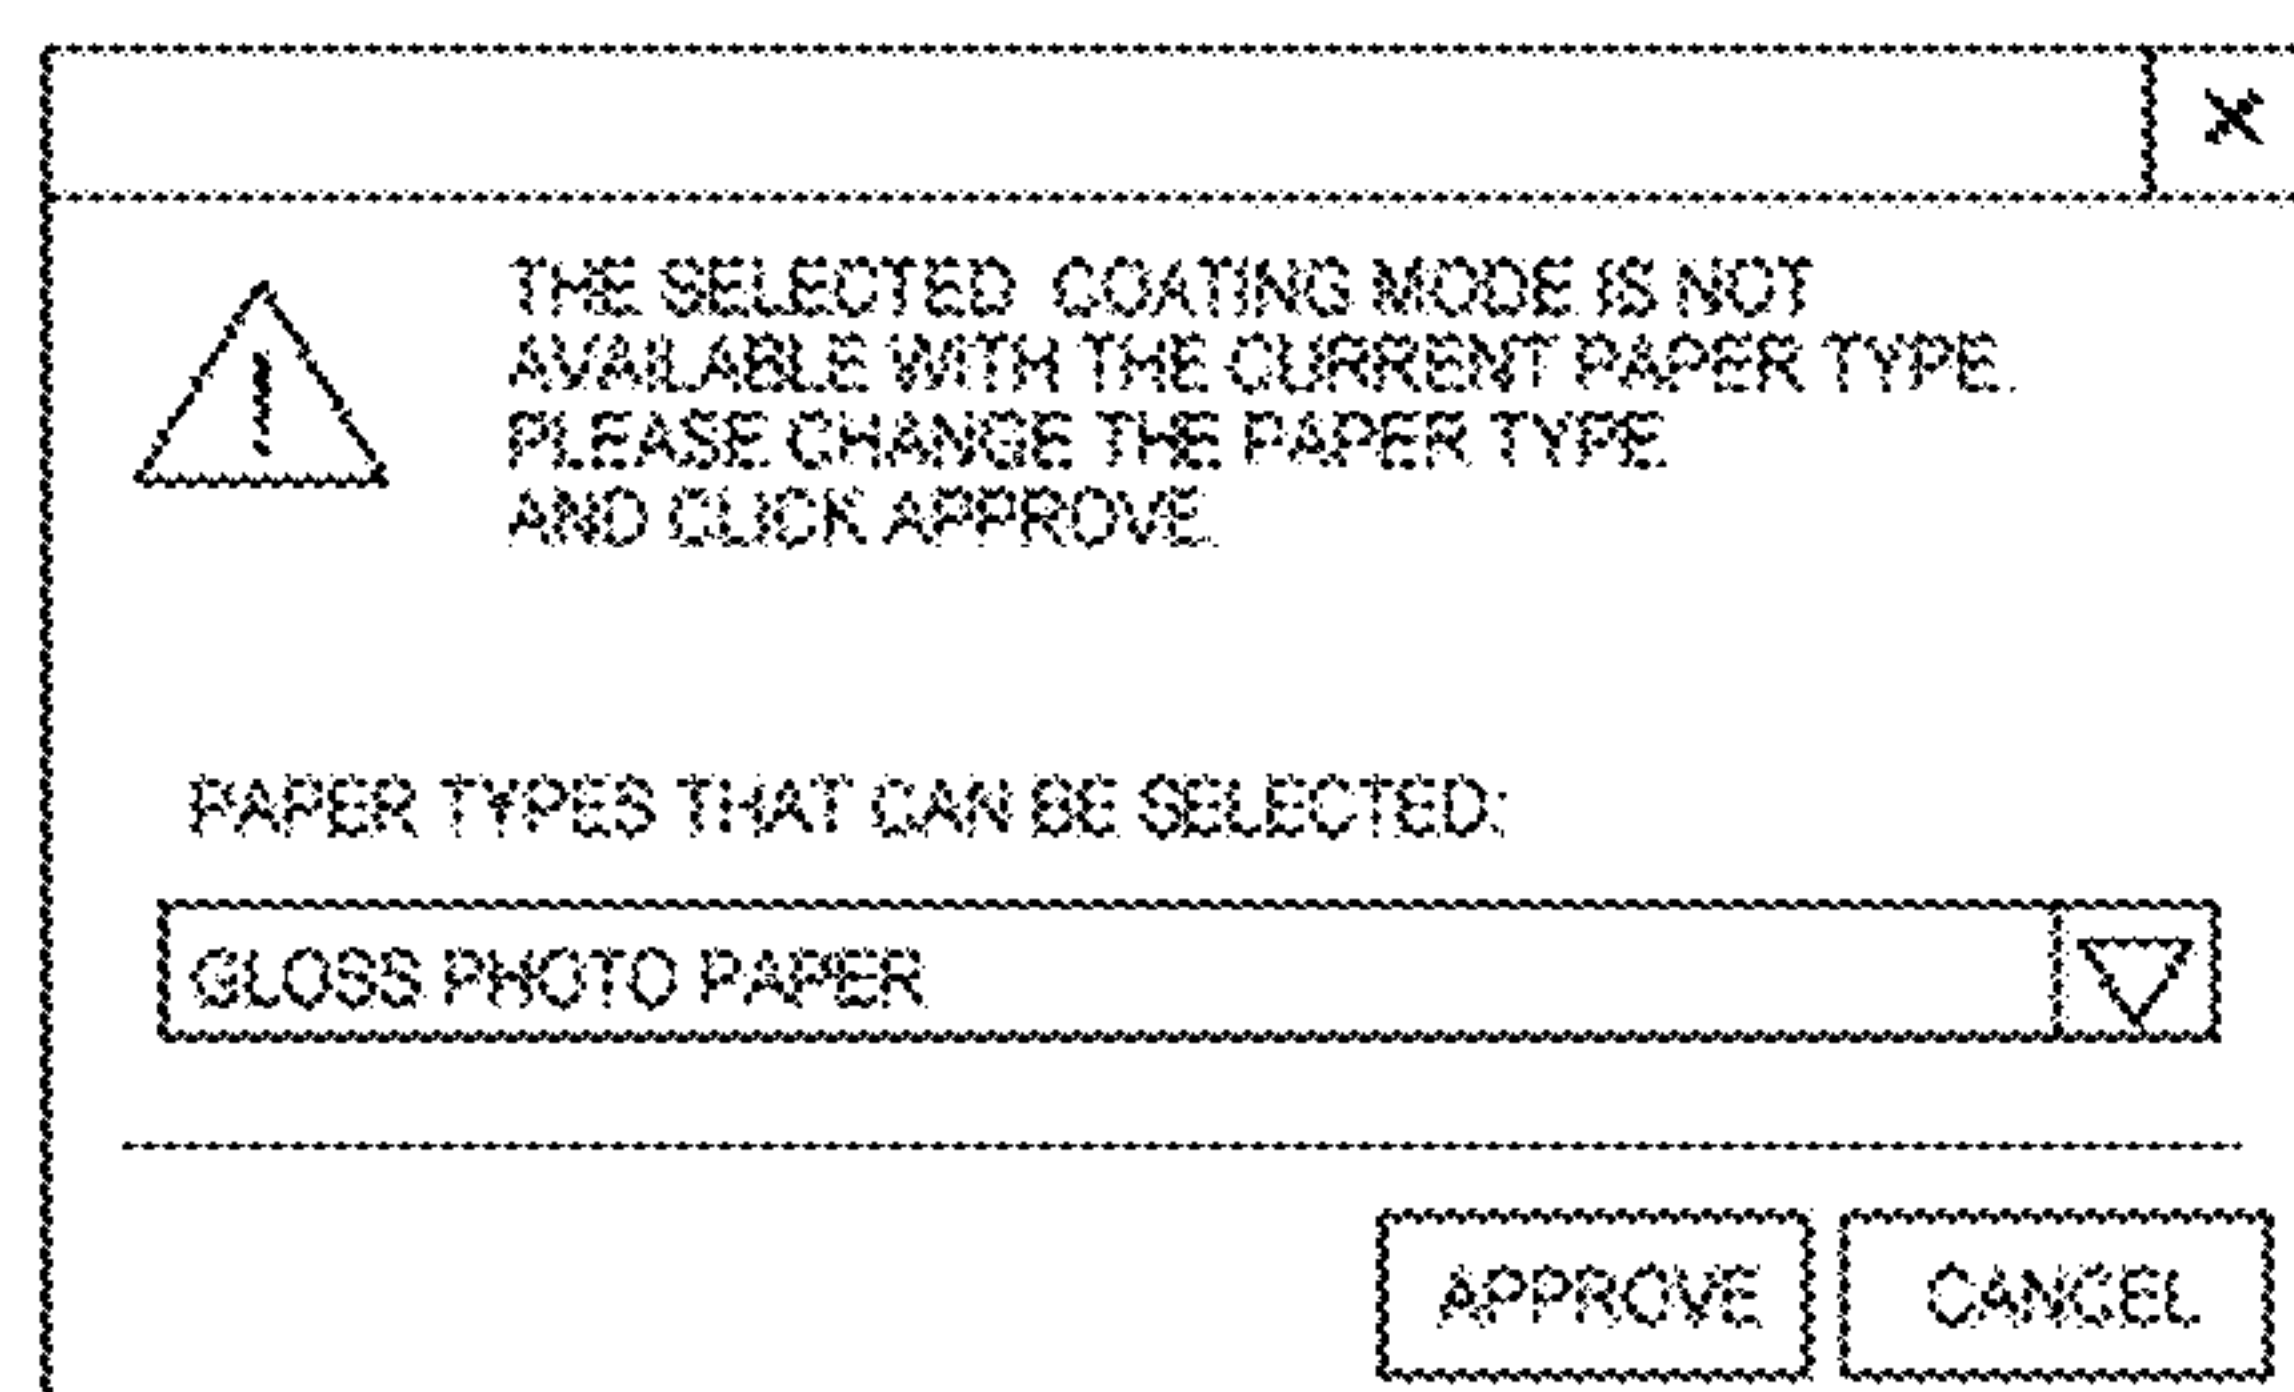 THE SELECTED COATING MODE IS NOT
AVAILABLE WITH THE CURRENT PAPER TYPE.
PLEASE CHANGE THE PAPER TYPE
AND CLICK APPROVE.
PAPER TYPES THAT CAN BE SELECTED:
GLOSS PHOTO PAPER
APPROVE CANCEL